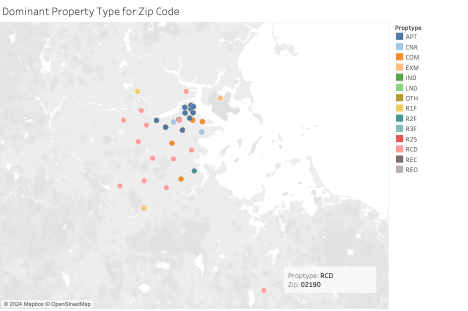 Dominant Property Type for Zip Code
Proptype
APT
CNR
COM
EXM
IND
LND
OTH
R1F
R2F
R3F
R2S
RCD
REC
REO
Proptype: RCD
Zip: 02190
© 2024 Mapbox © OpenStreetMap